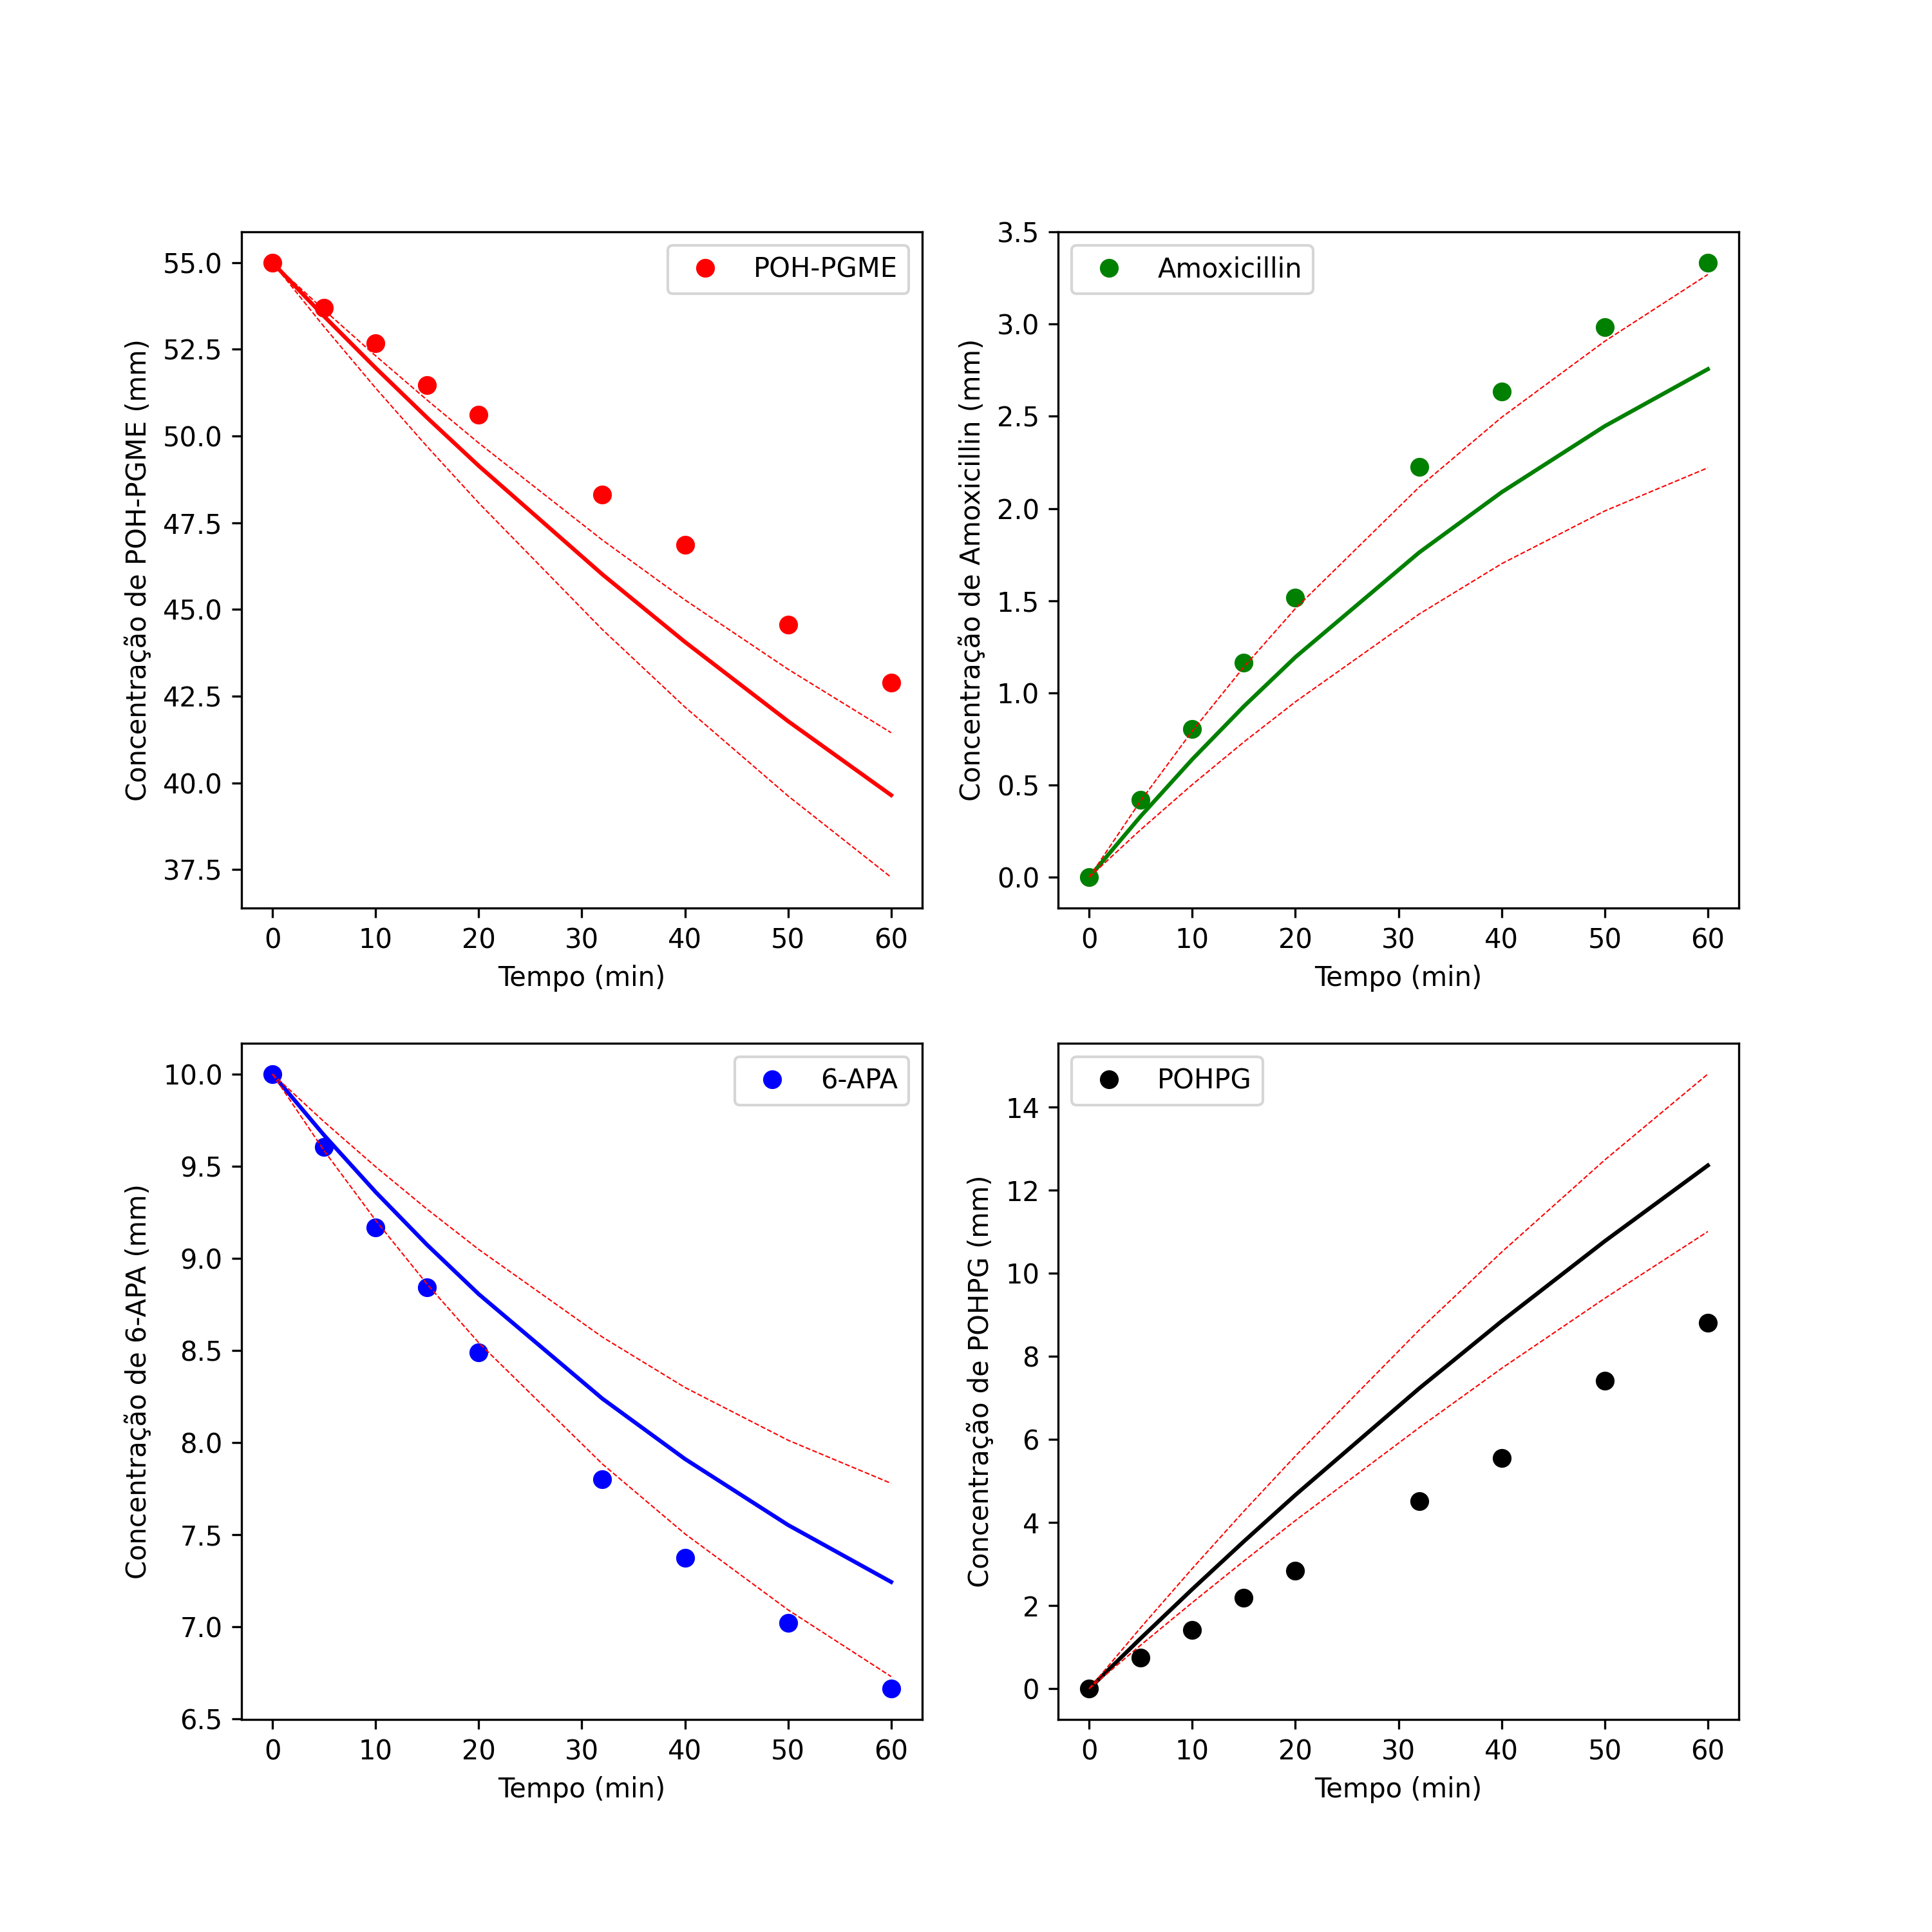 Concentração de POH-PGME (mm)
55.0
52.5
50.0
47.5
45.0
42.5
40.0
37.5
POH-PGME
0 10 20 30 40 50 60
Tempo (min)
Concentração de Amoxicillin (mm)
3.5
3.0
2.5
2.0
1.5
1.0
0.5
0.0
Amoxicillin
0 10 20 30 40 50 60
Tempo (min)
Concentração de 6-APA (mm)
10.0
9.5
9.0
8.5
8.0
7.5
7.0
6.5
6-APA
0 10 20 30 40 50 60
Tempo (min)
Concentração de POHPG (mm)
14
12
10
8
6
4
2
0
POHPG
0 10 20 30 40 50 60
Tempo (min)